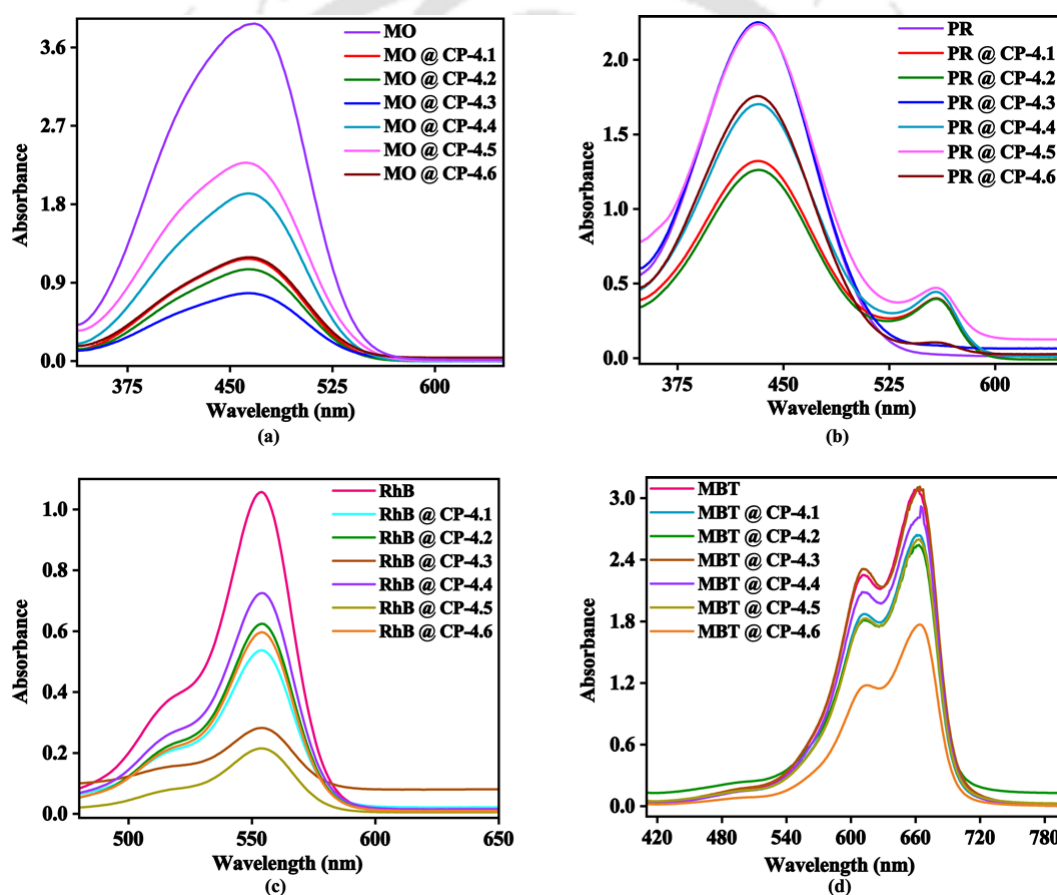 3.6
2.7
1.8
0.9
0.0
375
450
525
600
Absorbance
Wavelength (nm)
MO
MO @ CP-4.1
MO @ CP-4.2
MO @ CP-4.3
MO @ CP-4.4
MO @ CP-4.5
MO @ CP-4.6
(a)
2.0
1.5
1.0
0.5
0.0
375
450
525
600
Absorbance
Wavelength (nm)
PR
PR @ CP-4.1
PR @ CP-4.2
PR @ CP-4.3
PR @ CP-4.4
PR @ CP-4.5
PR @ CP-4.6
(b)
1.0
0.8
0.6
0.4
0.2
0.0
500
550
600
650
Absorbance
Wavelength (nm)
RhB
RhB @ CP-4.1
RhB @ CP-4.2
RhB @ CP-4.3
RhB @ CP-4.4
RhB @ CP-4.5
RhB @ CP-4.6
(c)
3.0
2.4
1.8
1.2
0.6
0.0
420
480
540
600
660
720
780
Absorbance
Wavelength (nm)
MBT
MBT @ CP-4.1
MBT @ CP-4.2
MBT @ CP-4.3
MBT @ CP-4.4
MBT @ CP-4.5
MBT @ CP-4.6
(d)